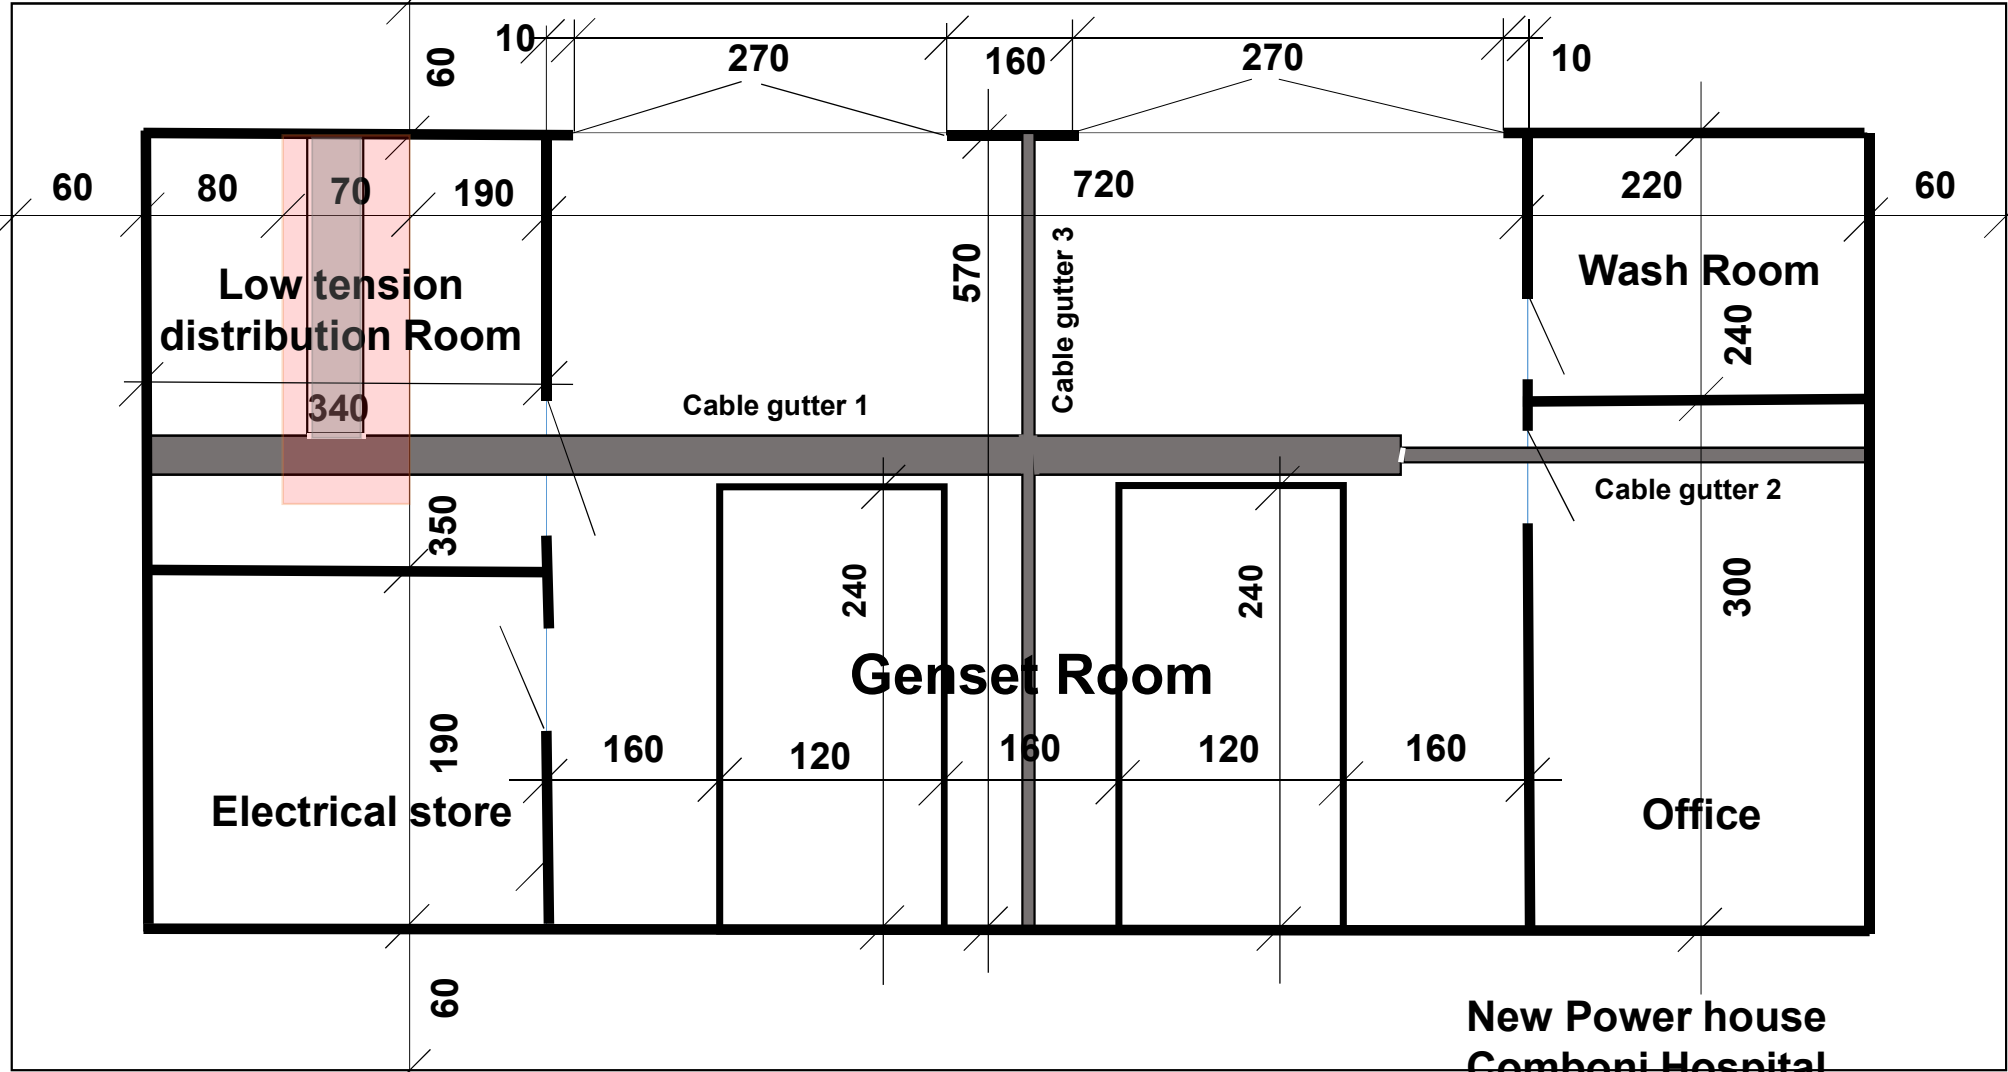 10
270
160
270
10
60
60
80
70
190
720
220
60
Low tension
distribution Room
570
Cable gutter 3
Wash Room
240
340
Cable gutter 1
Cable gutter 2
350
240
240
300
Genset Room
190
160
120
160
120
160
Electrical store
Office
60
New Power house
Comboni Hospital